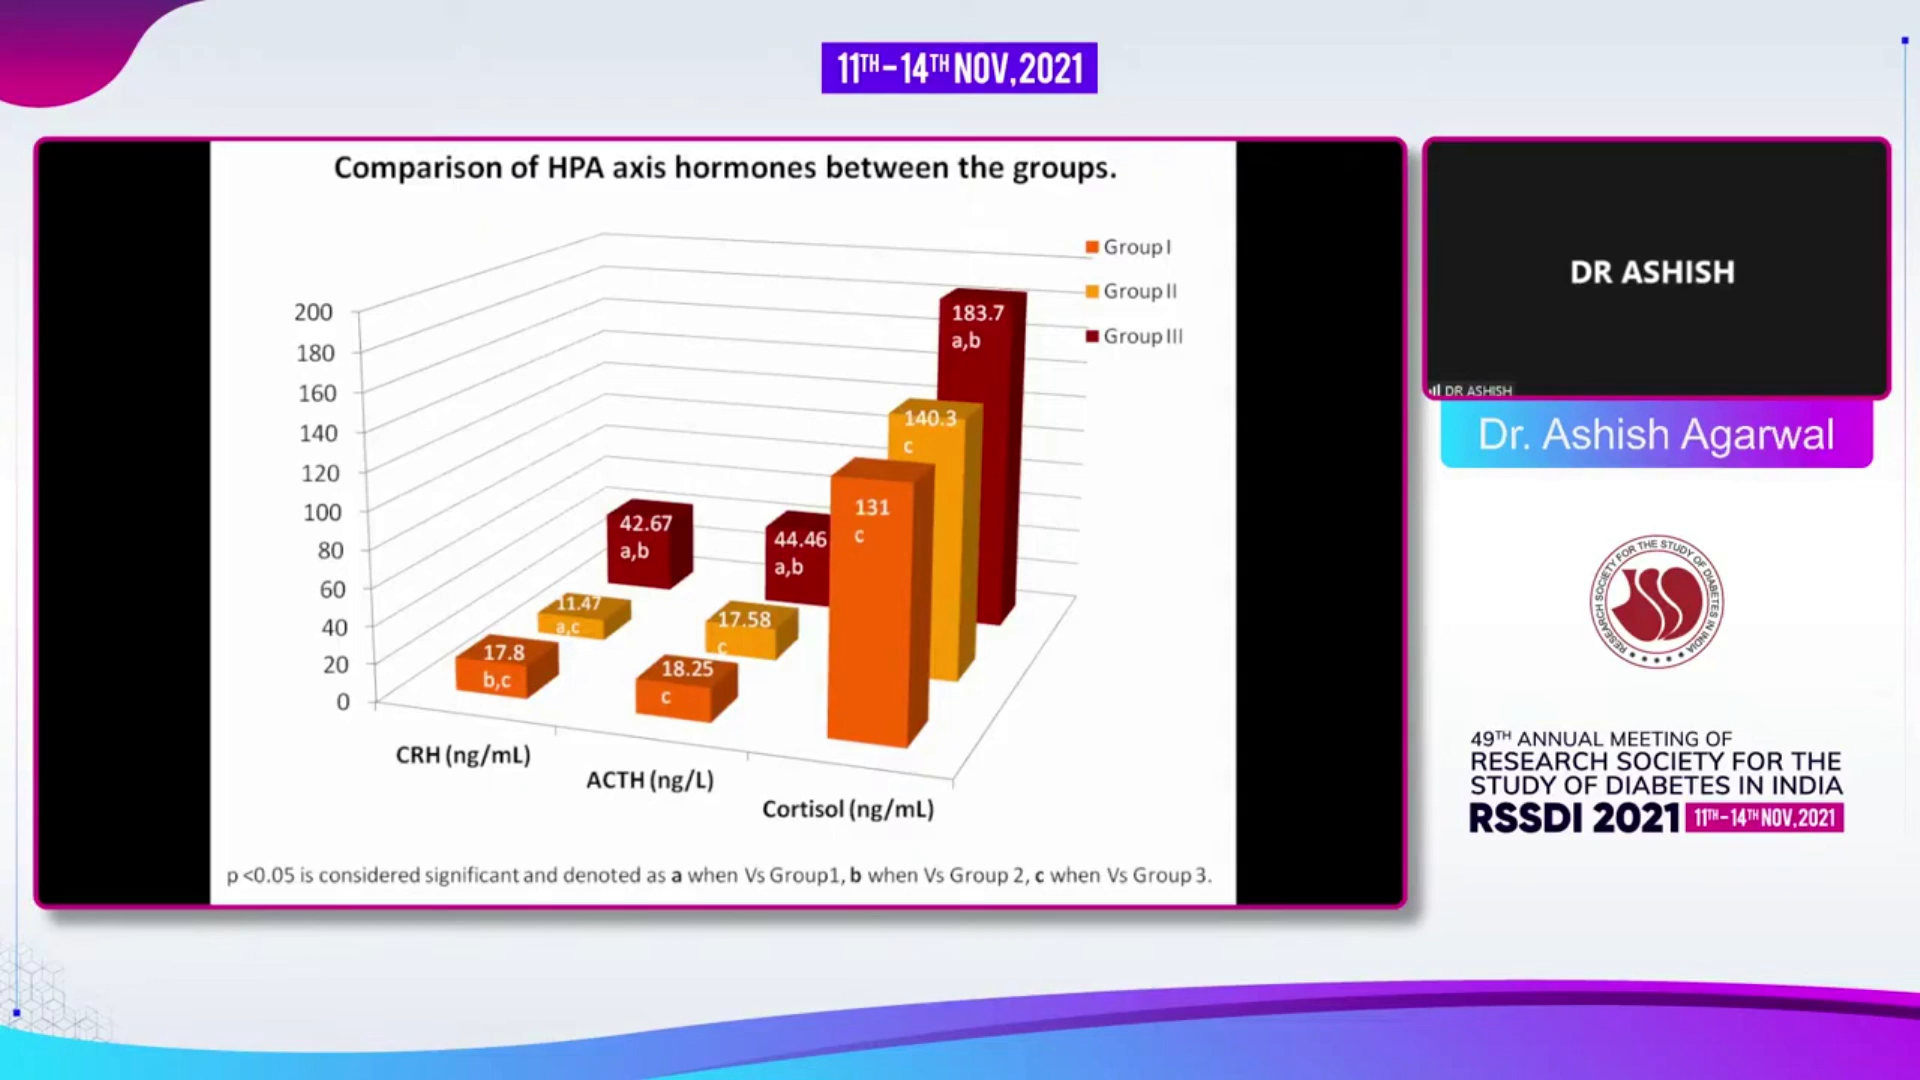 11TH-14TH NOV, 2021
Comparison of HPA axis hormones between the groups.
Group I
Group II
Group III
200
180
160
140
120
100
80
60
40
20
0
183.7
a,b
140.3
c
131
c
42.67
a,b
44.46
a,b
11.47
a,c
17.58
c
17.8
b,c
18.25
c
CRH (ng/mL)
ACTH (ng/L)
Cortisol (ng/mL)
p <0.05 is considered significant and denoted as a when Vs Group1, b when Vs Group 2, c when Vs Group 3.
DR ASHISH
DR ASHISH
Dr. Ashish Agarwal
RESEARCH SOCIETY FOR THE STUDY OF DIABETES IN INDIA
49TH ANNUAL MEETING OF
RESEARCH SOCIETY FOR THE
STUDY OF DIABETES IN INDIA
RSSDI 2021 11TH-14TH NOV, 2021